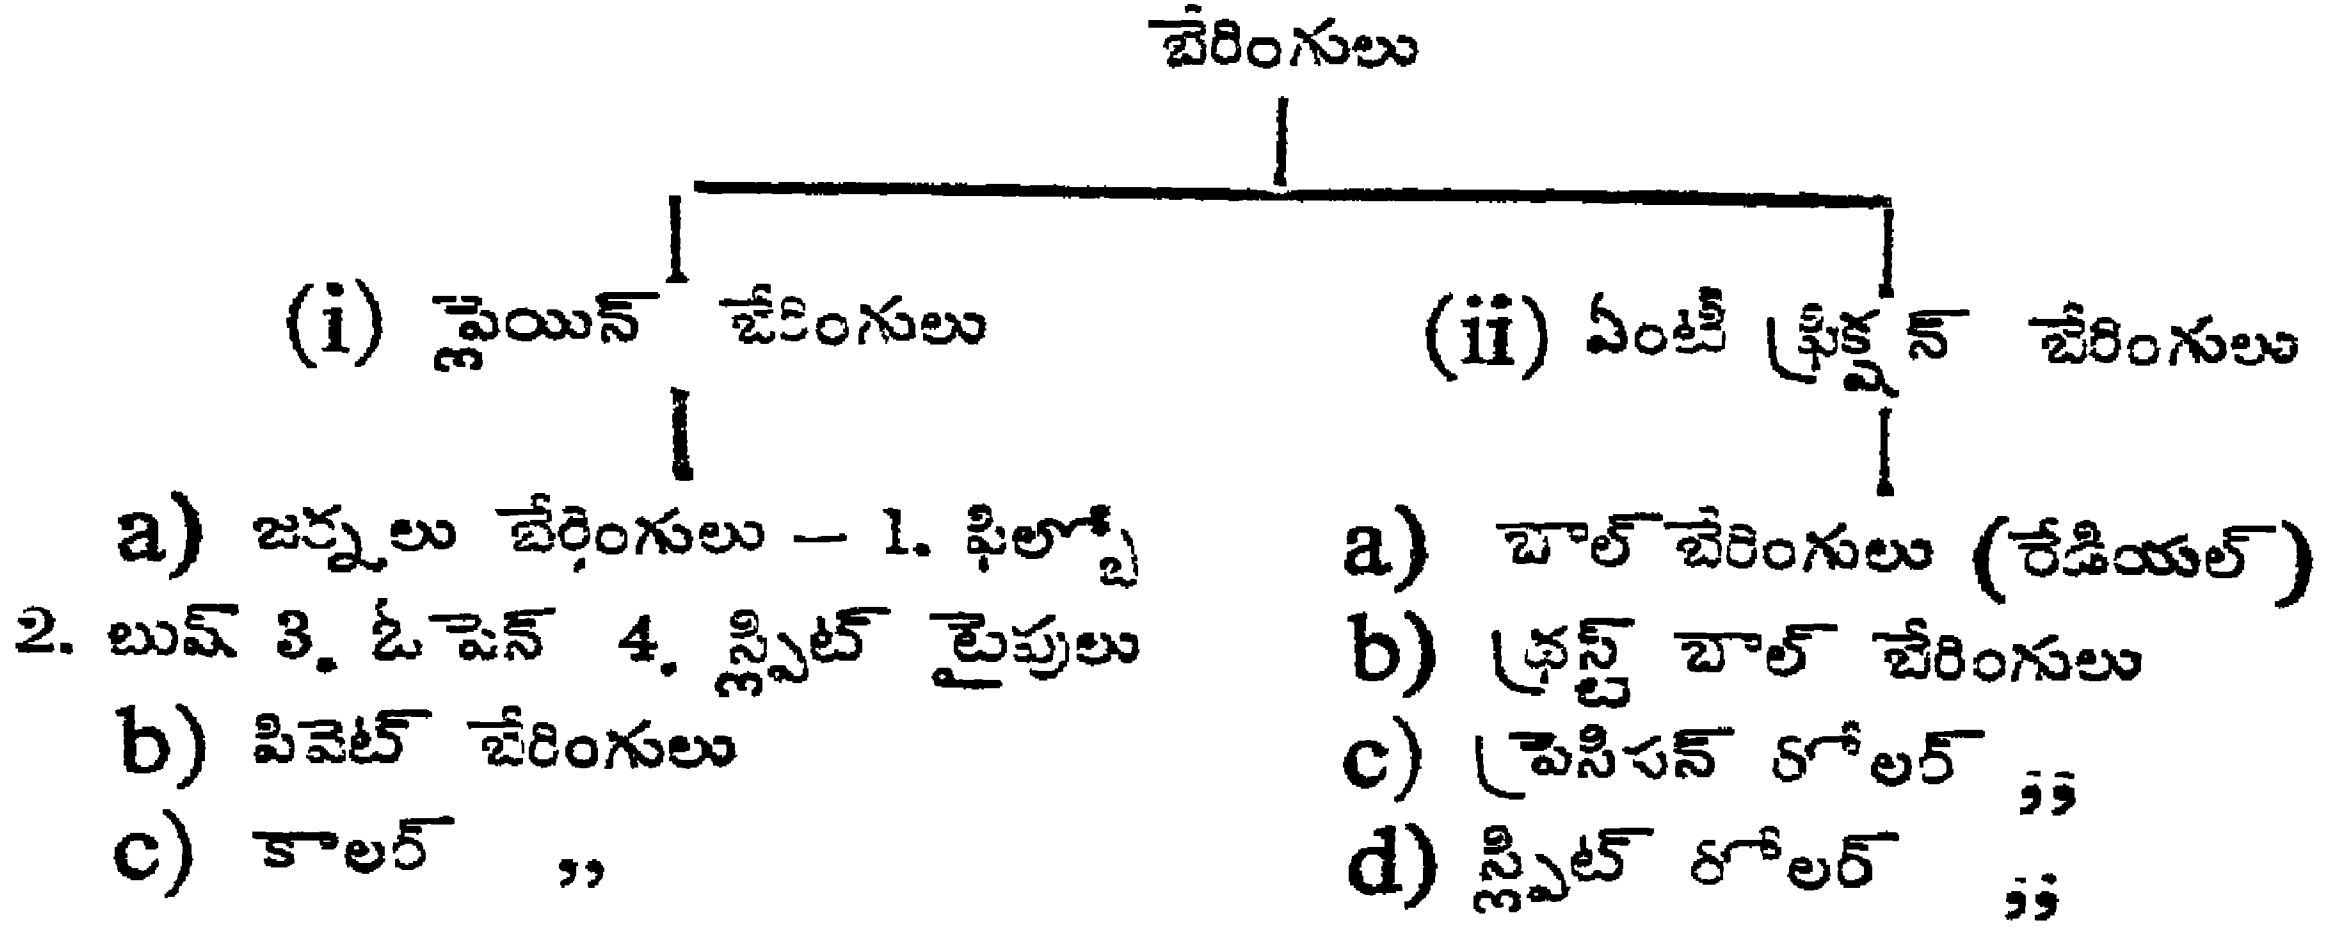 బేరింగులు
(i) ప్లెయిన్ బేరింగులు
(ii) ఏంటీ ఫ్రిక్షన్ బేరింగులు
a) జర్నలు బేరింగులు – 1. ఫిల్బో
2. బుష్ 3. ఓపెన్ 4. స్ప్లిట్ టైపులు
b) పివెట్ బేరింగులు
c) కాలర్ ,,
a) బాల్ బేరింగులు (రేడియల్)
b) థ్రస్ట్ బాల్ బేరింగులు
c) ప్రెసిషన్ రోలర్ ,,
d) స్ప్లిట్ రోలర్ ,,